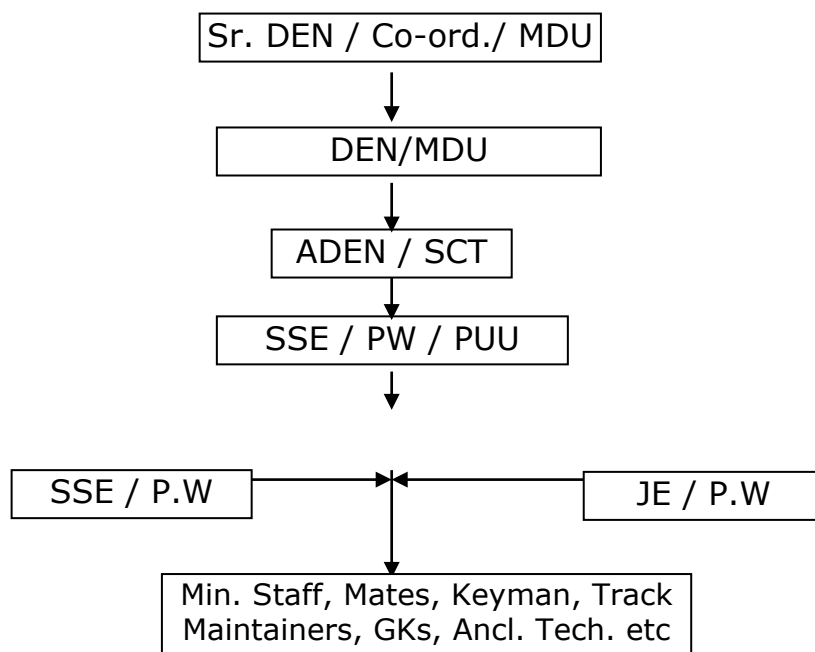 Sr. DEN / Co-ord./ MDU
DEN/MDU
ADEN / SCT
SSE / PW / PUU
SSE / P.W
JE / P.W
Min. Staff, Mates, Keyman, Track
Maintainers, GKs, Ancl. Tech. etc